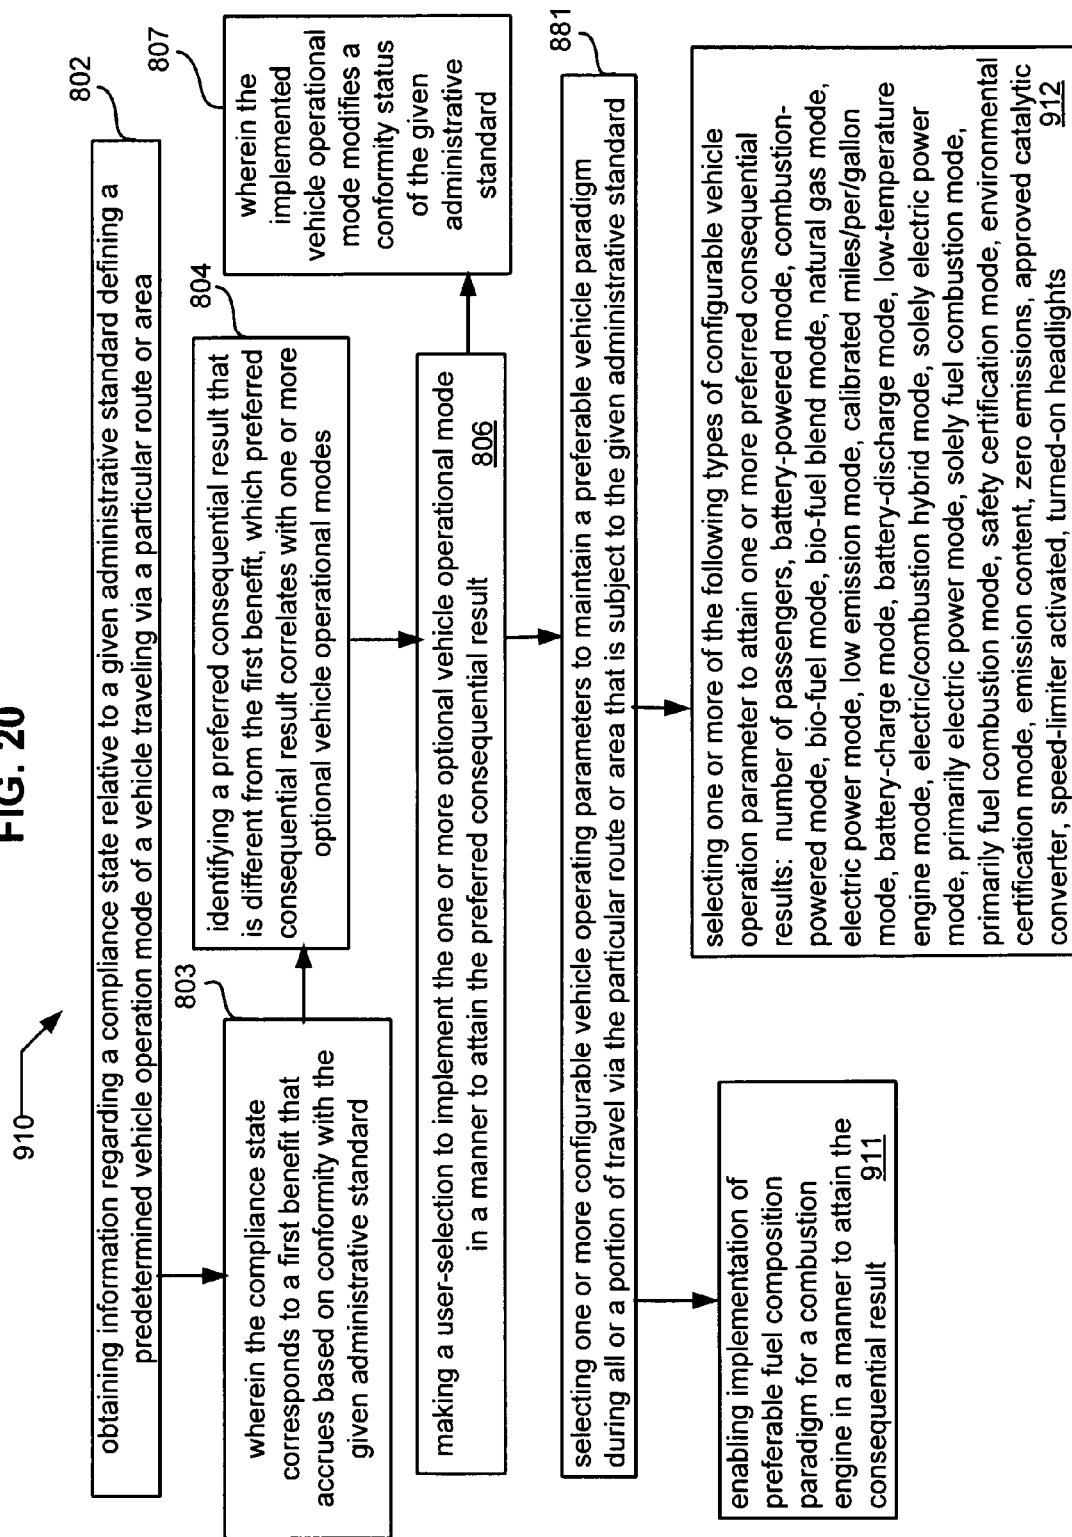 FIG. 20
910
802
obtaining information regarding a compliance state relative to a given administrative standard defining a
predetermined vehicle operation mode of a vehicle traveling via a particular route or area
803
wherein the compliance state
corresponds to a first benefit that
accrues based on conformity with the
given administrative standard
804
identifying a preferred consequential result that
is different from the first benefit, which preferred
consequential result correlates with one or more
optional vehicle operational modes
807
wherein the
implemented
vehicle operational
mode modifies a
conformity status
of the given
administrative
standard
making a user-selection to implement the one or more optional vehicle operational mode
in a manner to attain the preferred consequential result 806
881
selecting one or more configurable vehicle operating parameters to maintain a preferable vehicle paradigm
during all or a portion of travel via the particular route or area that is subject to the given administrative standard
enabling implementation of
preferable fuel composition
paradigm for a combustion
engine in a manner to attain the
consequential result 911
selecting one or more of the following types of configurable vehicle
operation parameter to attain one or more preferred consequential
results: number of passengers, battery-powered mode, combustion-
powered mode, bio-fuel mode, bio-fuel blend mode, natural gas mode,
electric power mode, low emission mode, calibrated miles/per/gallon
mode, battery-charge mode, battery-discharge mode, low-temperature
engine mode, electric/combustion hybrid mode, solely electric power
mode, primarily electric power mode, solely fuel combustion mode,
primarily fuel combustion mode, safety certification mode, environmental
certification mode, emission content, zero emissions, approved catalytic
converter, speed-limiter activated, turned-on headlights 912